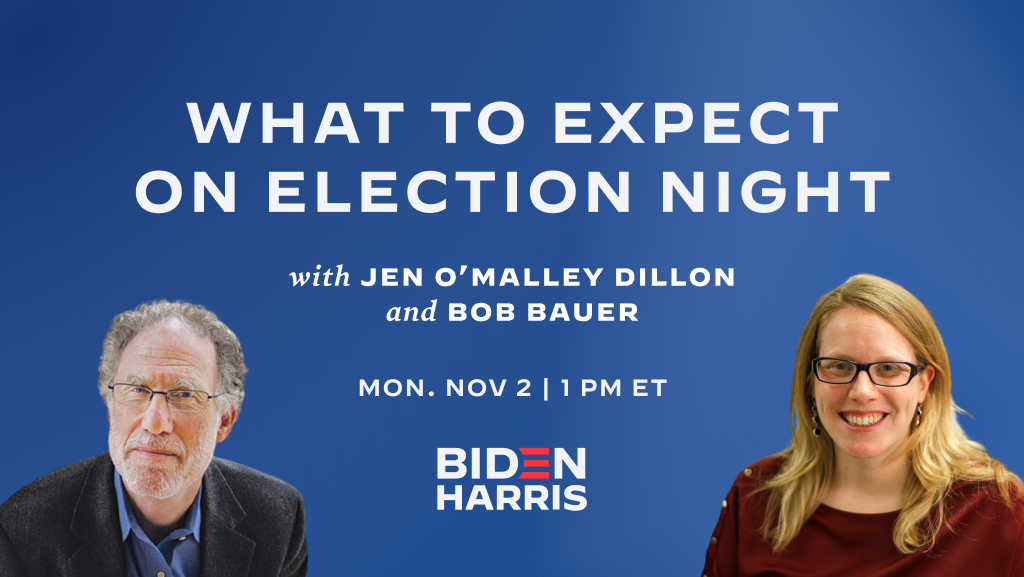 WHAT TO EXPECT
ON ELECTION NIGHT
with JEN O'MALLEY DILLON
and BOB BAUER
MON. NOV 2 | 1 PM ET
BIDEN
HARRIS